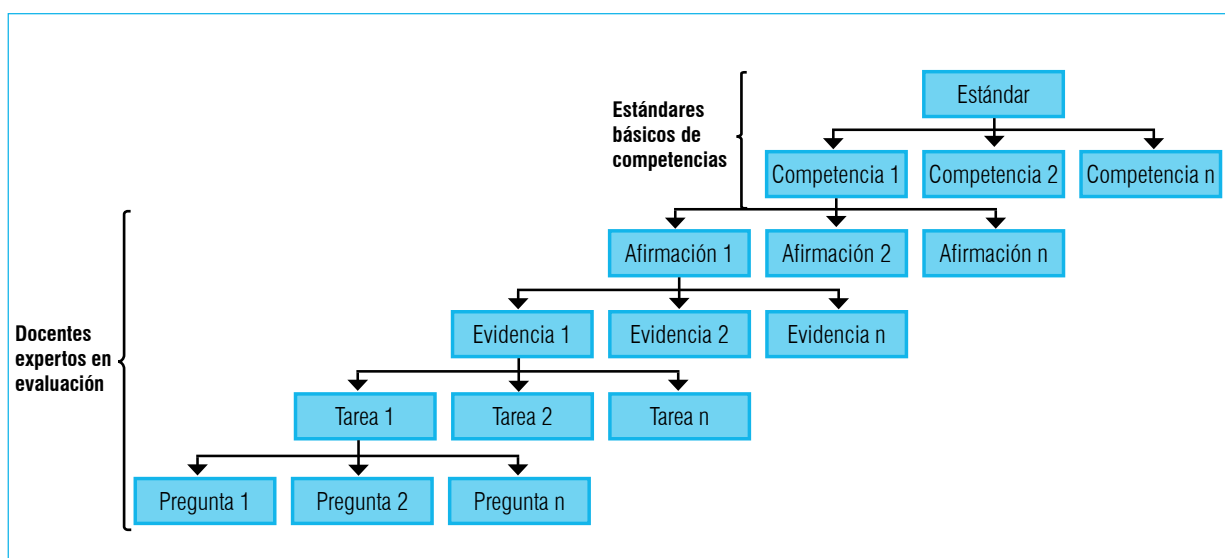 Estándar
Estándares
básicos de
competencias
Competencia 1
Competencia 2
Competencia n
Afirmación 1
Afirmación 2
Afirmación n
Docentes
expertos en
evaluación
Evidencia 1
Evidencia 2
Evidencia n
Tarea 1
Tarea 2
Tarea n
Pregunta 1
Pregunta 2
Pregunta n